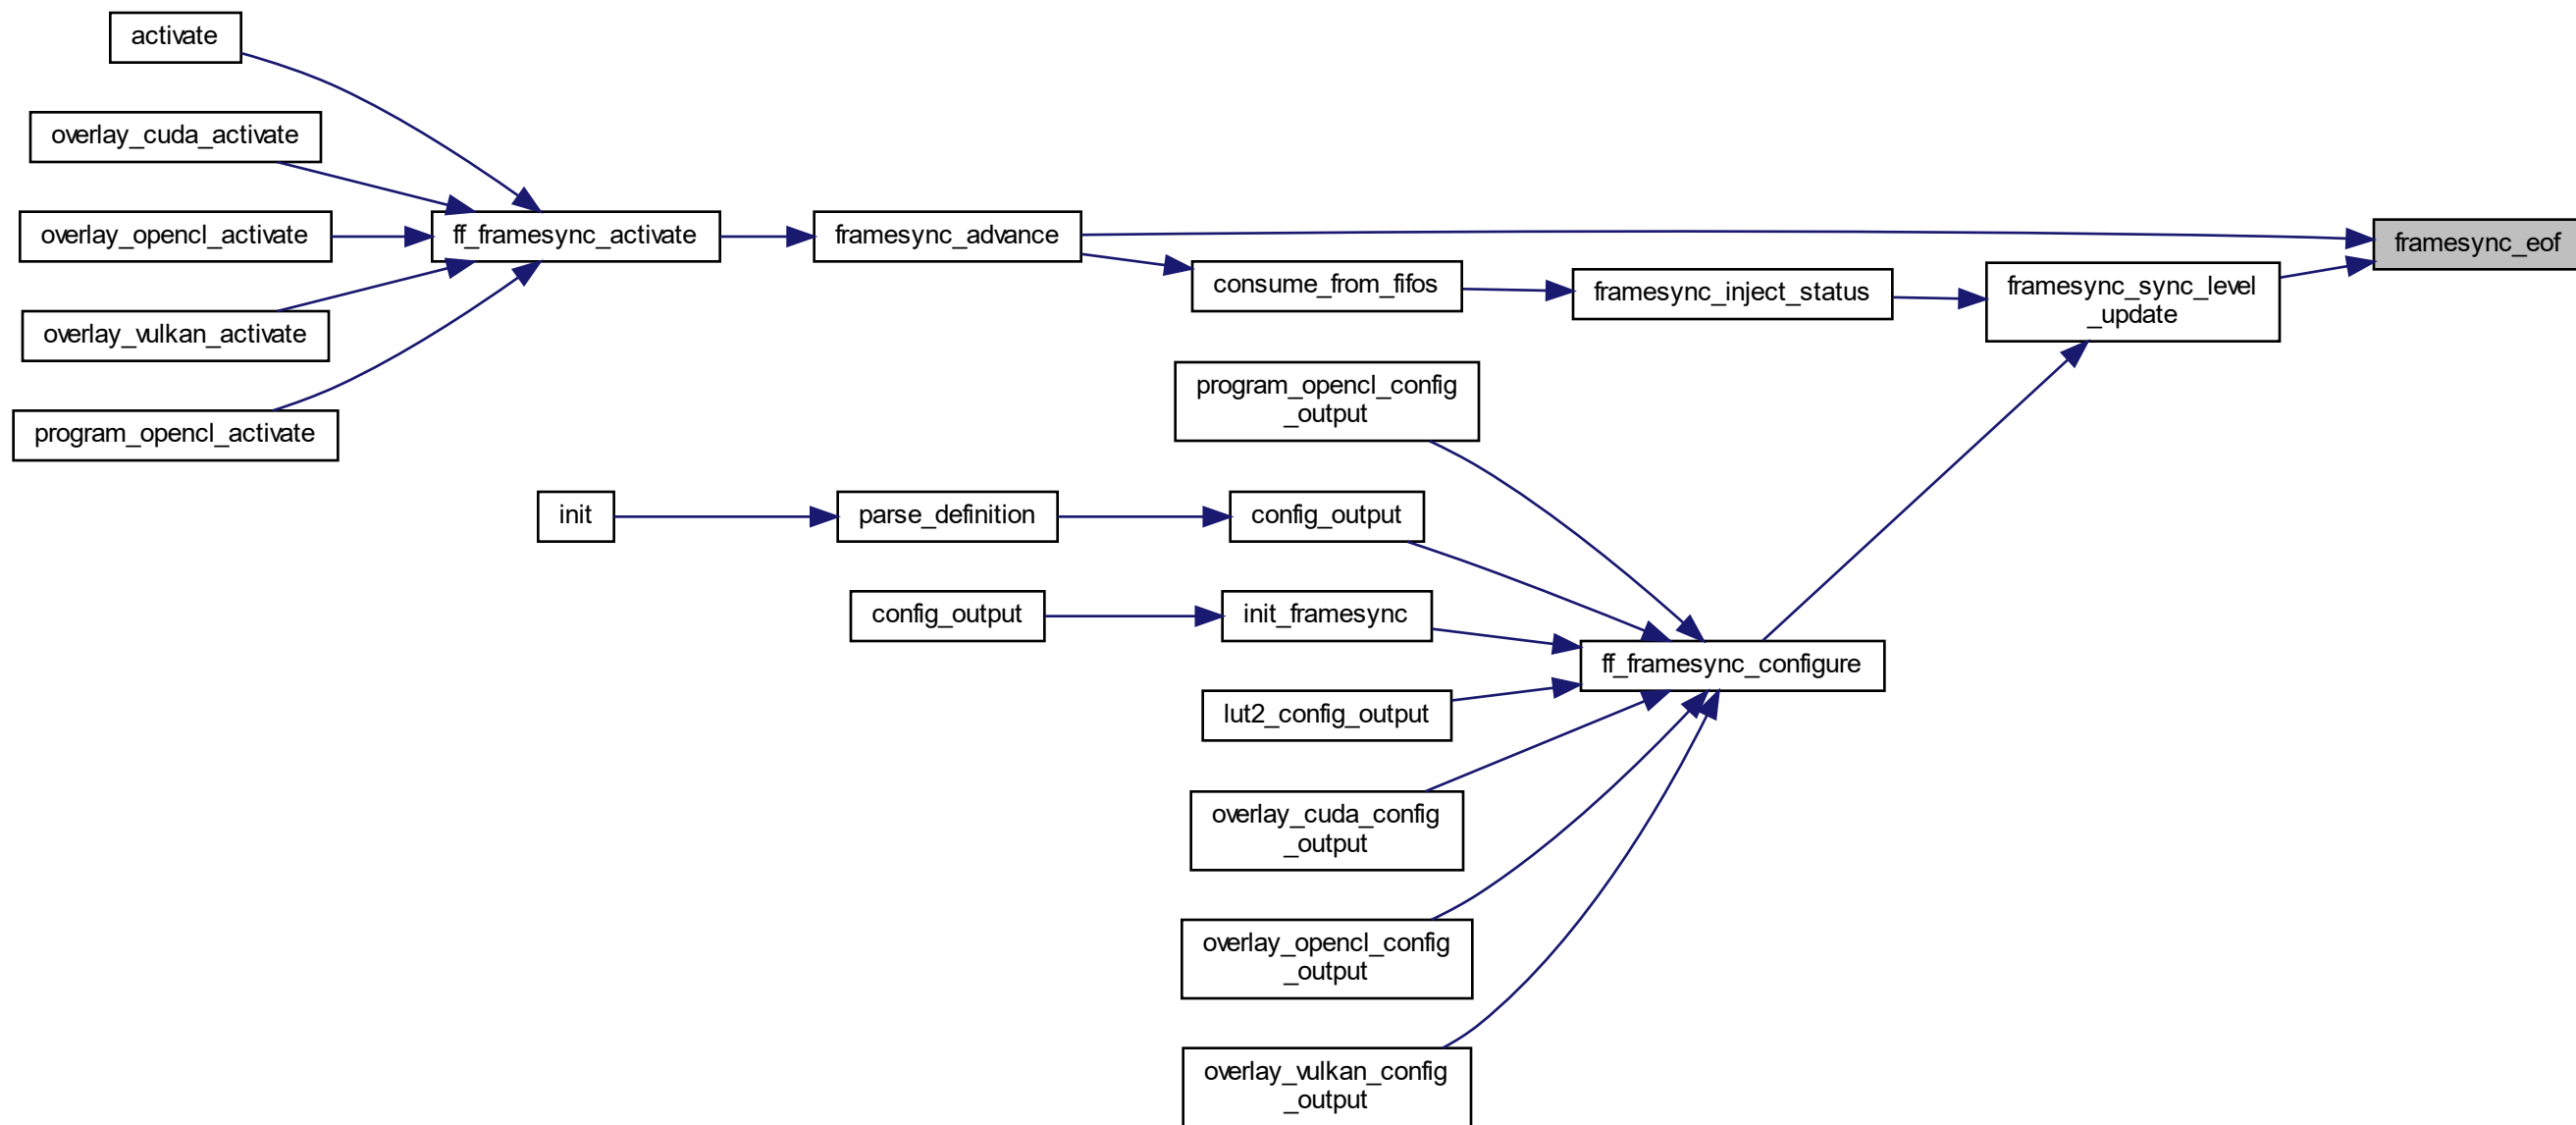 activate
overlay_cuda_activate
overlay_opencl_activate
overlay_vulkan_activate
program_opencl_activate
ff_framesync_activate
framesync_advance
consume_from_fifos
framesync_inject_status
framesync_sync_level
_update
framesync_eof
program_opencl_config
_output
init
parse_definition
config_output
config_output
init_framesync
ff_framesync_configure
lut2_config_output
overlay_cuda_config
_output
overlay_opencl_config
_output
overlay_vulkan_config
_output